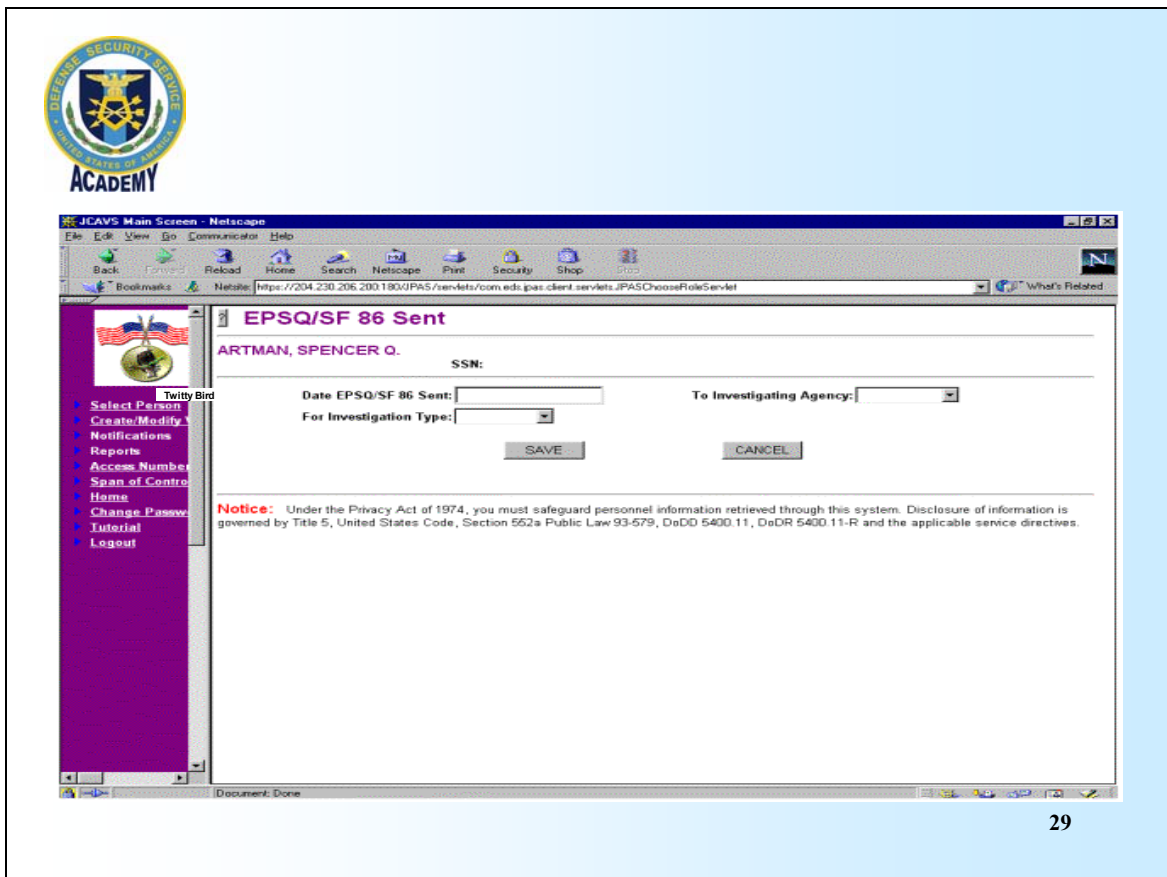 DEFENSE SECURITY SERVICE
UNITED STATES OF AMERICA
ACADEMY
JCAVS Main Screen - Netscape
File Edit View Go Communicator Help
Back Forward Reload Home Search Netscape Print Security Shop Stop
Bookmarks Netsite: https://204.230.206.200:180/JPAS/servlets/com.eds.jpas.client.servlets.JPASChooseRoleServlet What's Related
N
? EPSQ/SF 86 Sent
ARTMAN, SPENCER Q.
SSN:
Twitty Bird
Date EPSQ/SF 86 Sent: To Investigating Agency:
For Investigation Type:
SAVE CANCEL
Select Person
Create/Modify V
Notifications
Reports
Access Number
Span of Contro
Home
Change Passw
Tutorial
Logout
Notice: Under the Privacy Act of 1974, you must safeguard personnel information retrieved through this system. Disclosure of information is
governed by Title 5, United States Code, Section 552a Public Law 93-579, DoDD 5400.11, DoDR 5400.11-R and the applicable service directives.
Document: Done
29